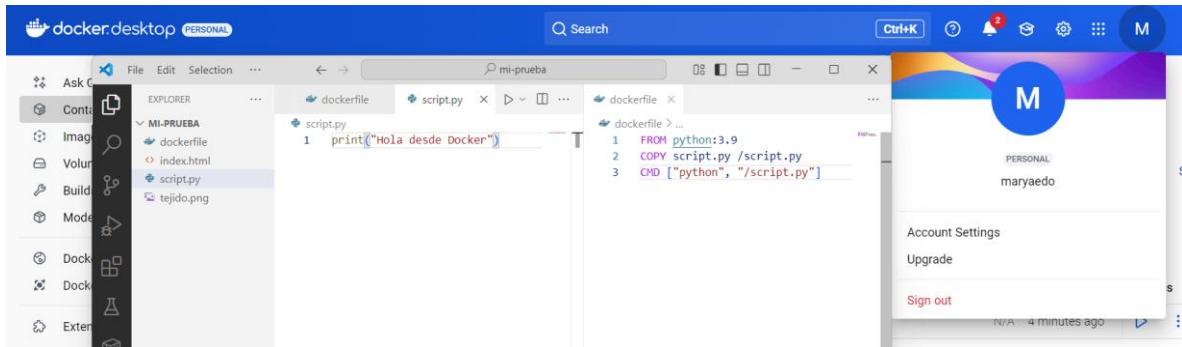 docker.desktop PERSONAL
Search
Ctrl+K
2
M
Ask
File Edit Selection ...
mi-prueba
EXPLORER ...
MI-PRUEBA
dockerfile
index.html
script.py
tejido.png
dockerfile
script.py
script.py
1 print("Hola desde Docker")
dockerfile
dockerfile > ...
1 FROM python:3.9
2 COPY script.py /script.py
3 CMD ["python", "/script.py"]
M
PERSONAL
maryaedo
Account Settings
Upgrade
Sign out
N/A 4 minutes ago